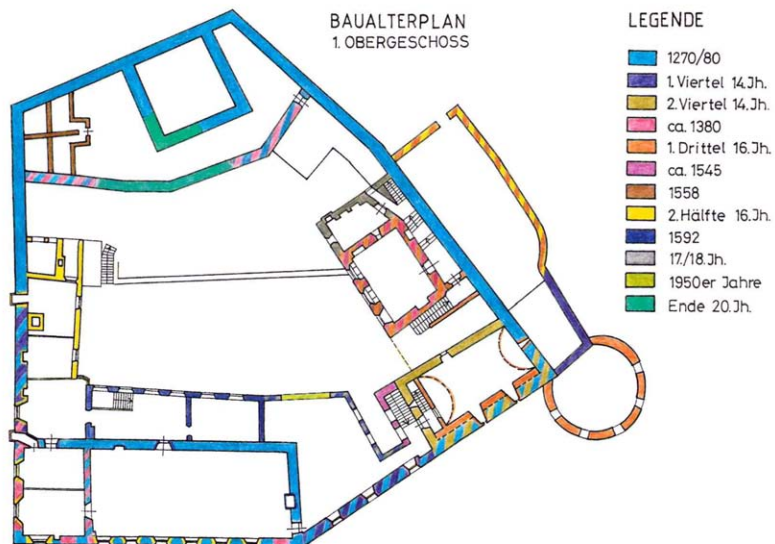 BAUALTERPLAN
1. OBERGESCHOSS
LEGENDE
1270/80
1. Viertel 14.Jh.
2. Viertel 14.Jh.
ca. 1380
1. Drittel 16.Jh.
ca. 1545
1558
2. Hälfte 16.Jh.
1592
17./18.Jh.
1950er Jahre
Ende 20.Jh.